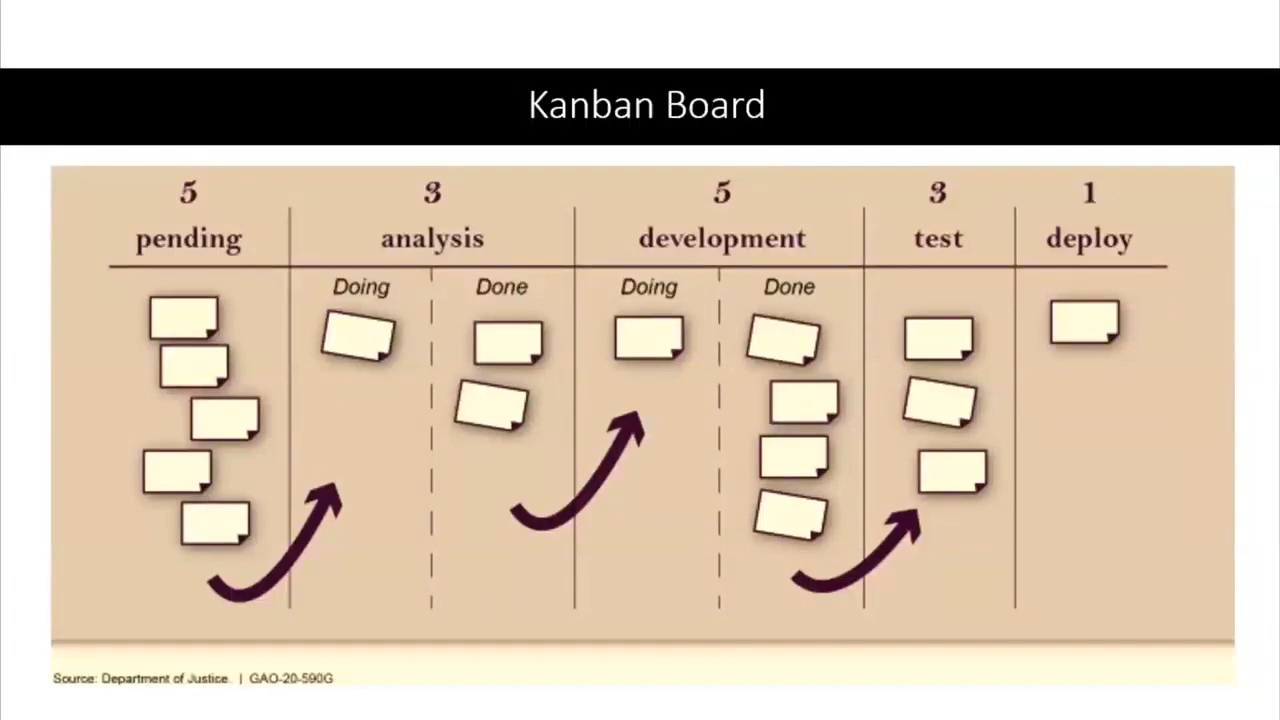 Kanban Board
5 3 5 3 1
pending analysis development test deploy
Doing Done Doing Done
Source: Department of Justice. | GAO-20-590G